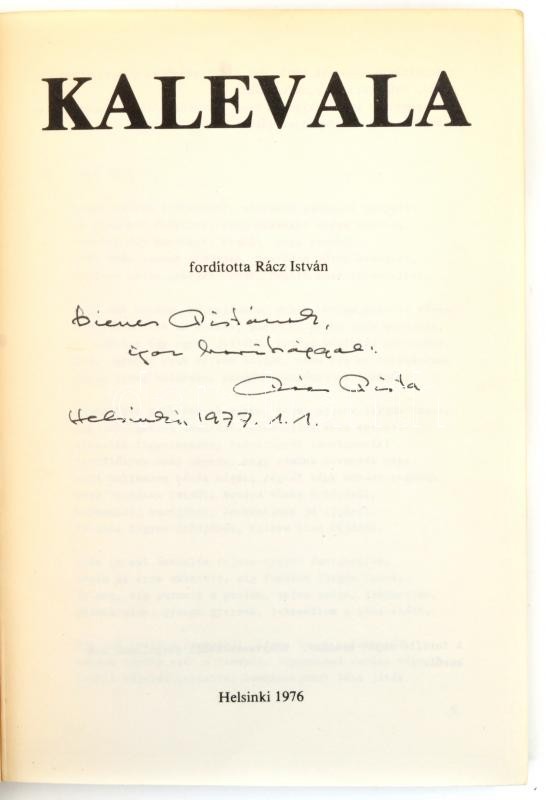 KALEVALA
fordította Rácz István
Diener Pistának,
igaz barátsággal:
Rácz Pista
Helsinki, 1977. 1. 1.
Helsinki 1976